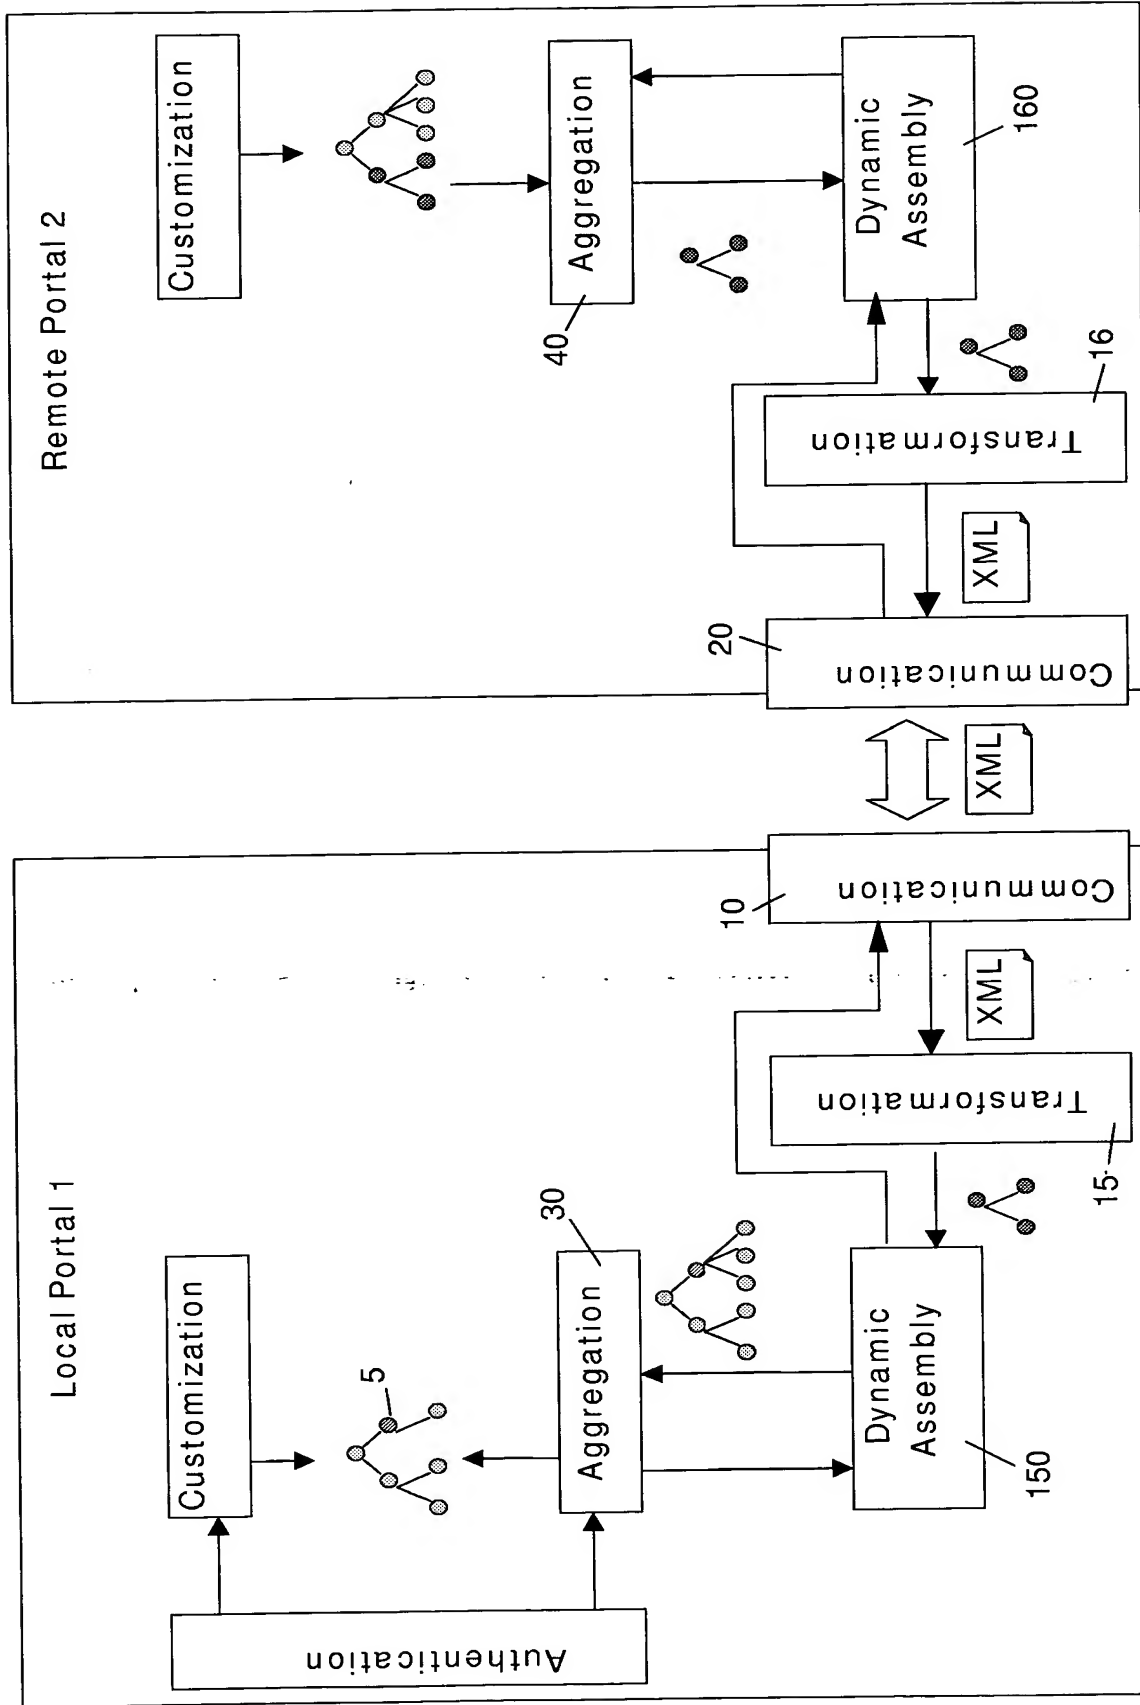 Local Portal 1
Customization
Authentication
5
Aggregation
30
Dynamic
Assembly
150
Transformation
15
XML
Communication
10
XML
Remote Portal 2
Customization
Aggregation
40
Dynamic
Assembly
160
Transformation
16
XML
Communication
20